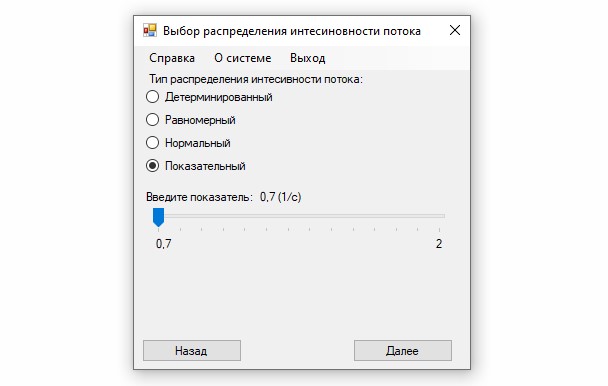 Выбор распределения интесиновности потока
Справка О системе Выход
Тип распределения интесивности потока:
Детерминированный
Равномерный
Нормальный
Показательный
Введите показатель: 0,7 (1/с)
0,7 2
Назад Далее